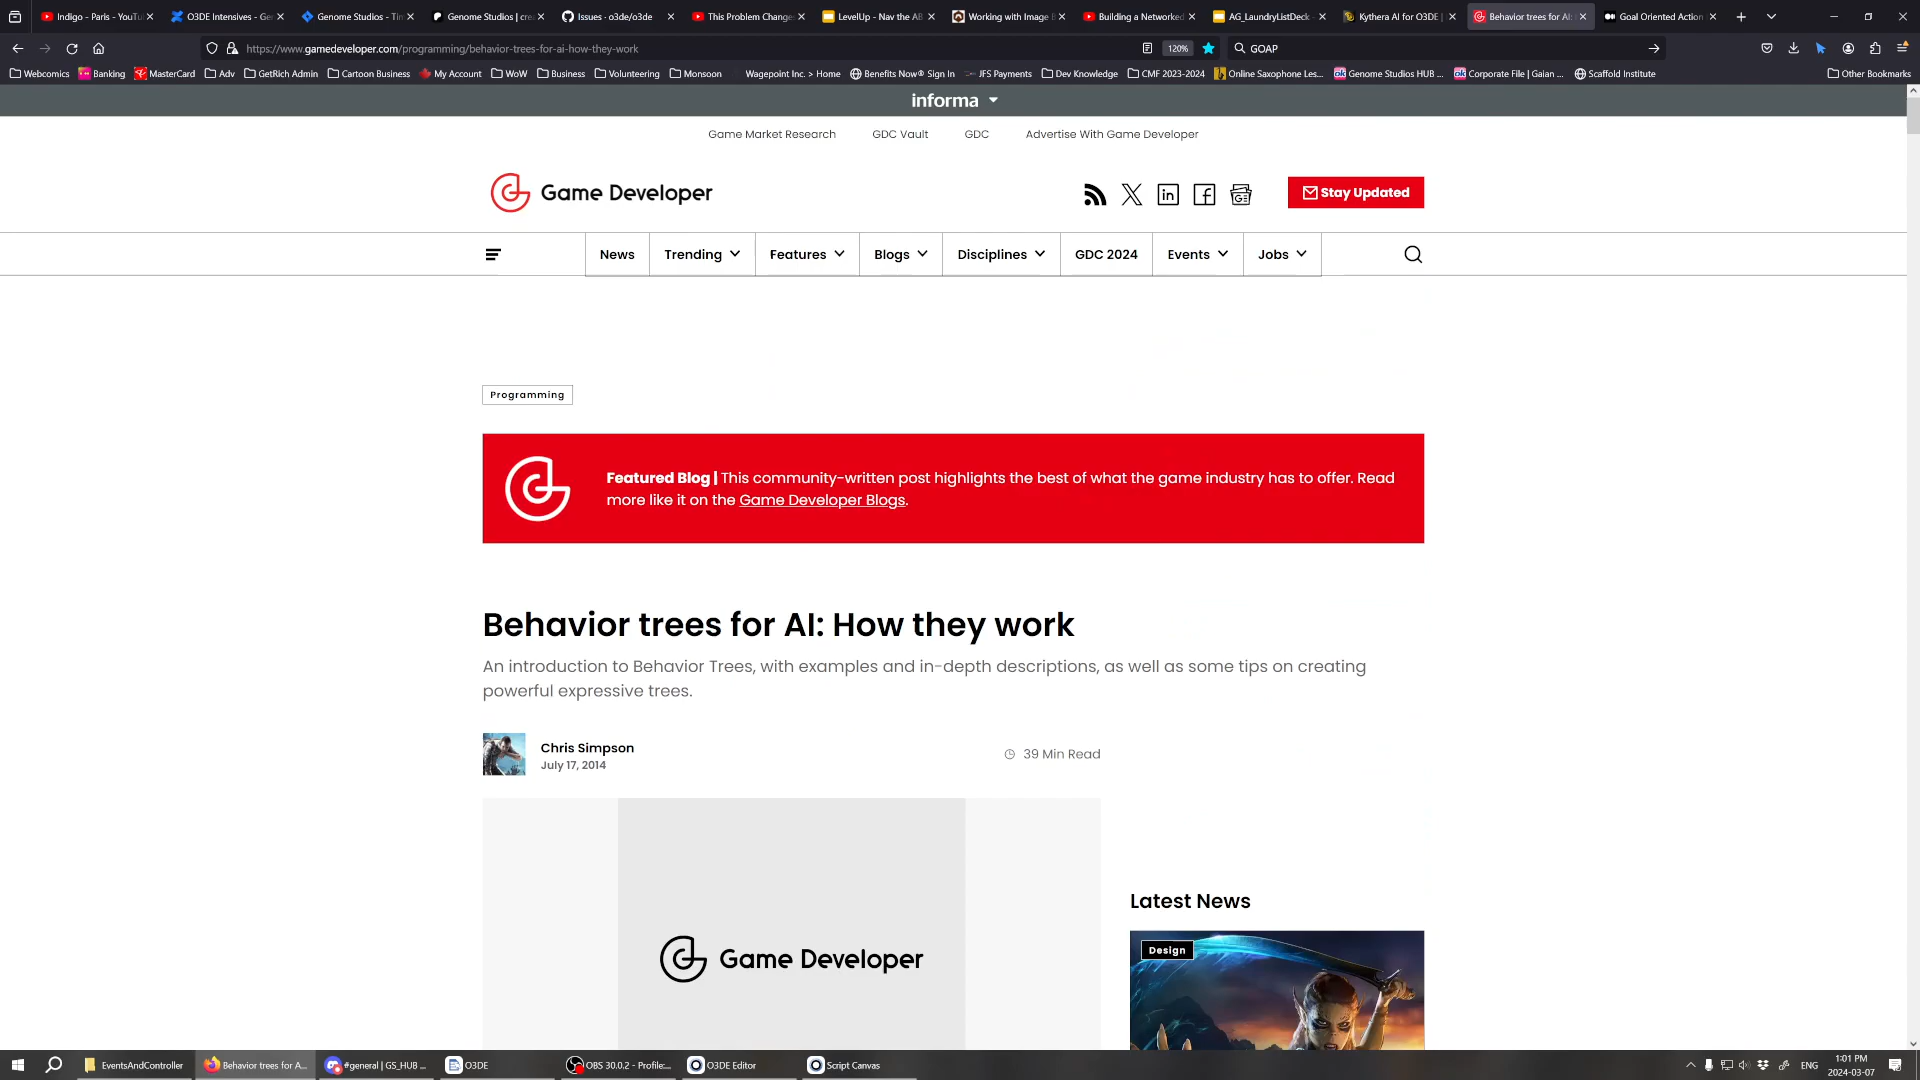 Indigo - Paris - YouTu
O3DE Intensives - Ge
Genome Studios - Tim
Genome Studios | crea
Issues · o3de/o3de
This Problem Change
LevelUp - Nav the AB
Working with Image B
Building a Networked
AG_LaundryListDeck -
Kythera AI for O3DE |
Behavior trees for AI:
Goal Oriented Action
https://www.gamedeveloper.com/programming/behavior-trees-for-ai-how-they-work
120%
GOAP
Webcomics
Banking
MasterCard
Adv
GetRich Admin
Cartoon Business
My Account
WoW
Business
Volunteering
Monsoon
Wagepoint Inc. > Home
Benefits Now® Sign In
JFS Payments
Dev Knowledge
CMF 2023-2024
Online Saxophone Les...
Genome Studios HUB ...
Corporate File | Gaian ...
Scaffold Institute
Other Bookmarks
informa
Game Market Research
GDC Vault
GDC
Advertise With Game Developer
Game Developer
Stay Updated
News
Trending
Features
Blogs
Disciplines
GDC 2024
Events
Jobs
Programming
Featured Blog | This community-written post highlights the best of what the game industry has to offer. Read
more like it on the Game Developer Blogs.
Behavior trees for AI: How they work
An introduction to Behavior Trees, with examples and in-depth descriptions, as well as some tips on creating
powerful expressive trees.
Chris Simpson
July 17, 2014
39 Min Read
Game Developer
Latest News
Design
EventsAndController
Behavior trees for A...
#general | GS_HUB ...
O3DE
OBS 30.0.2 - Profile:...
O3DE Editor
Script Canvas
ENG
1:01 PM
2024-03-07